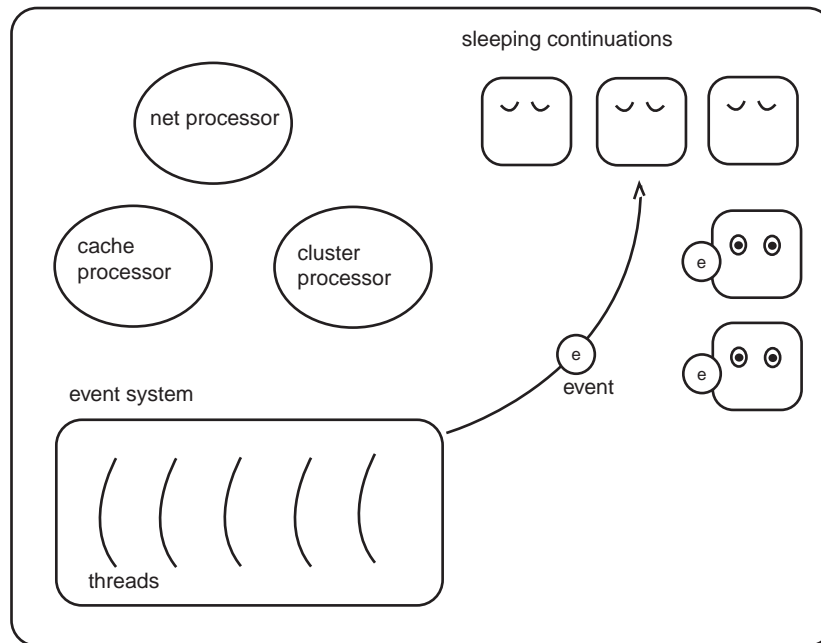 sleeping continuations
net processor
cache
processor
cluster
processor
e
e
e
event
event system
threads